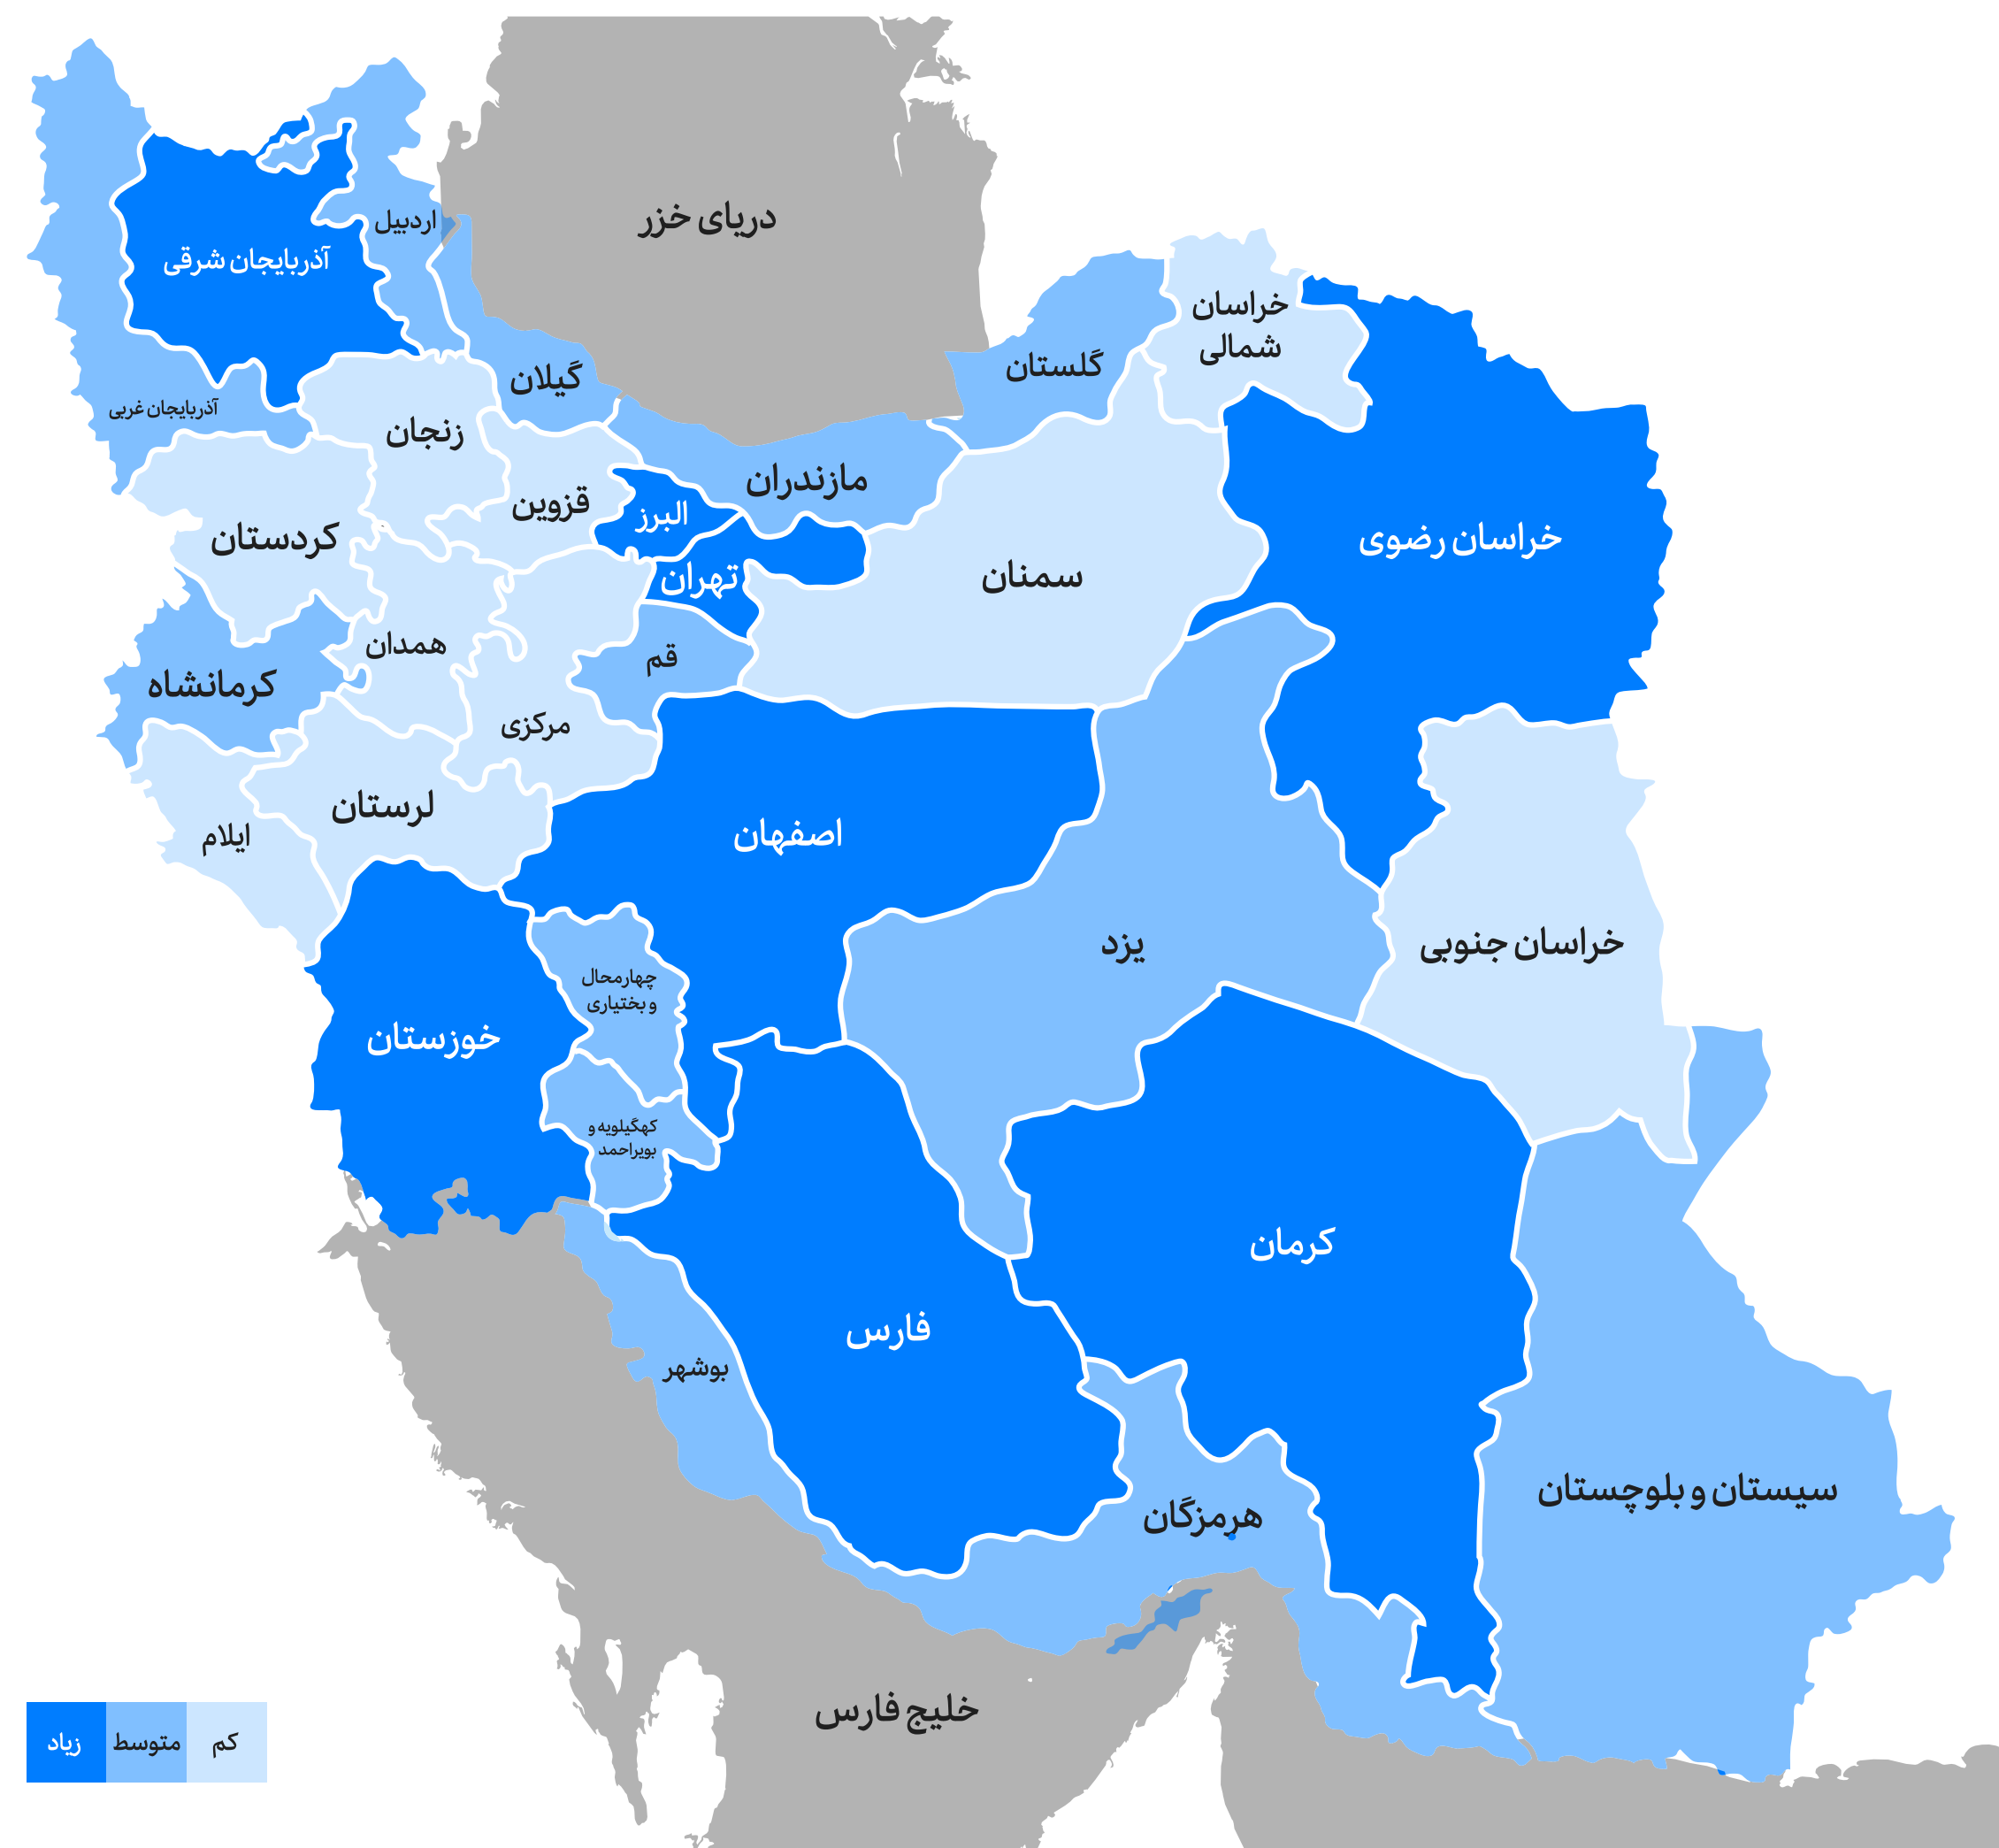 دریای خزر
اردبیل
آذربایجان شرقی
خراسان
شمالی
گلستان
گیلان
آذربایجان غربی
زنجان
مازندران
قزوین
البرز
کردستان
خراسان رضوی
تهران
سمنان
همدان
قم
کرمانشاه
مرکزی
لرستان
ایلام
اصفهان
یزد
خراسان جنوبی
چهارمحال
و بختیاری
خوزستان
کهگیلویه و
بویراحمد
کرمان
فارس
بوشهر
سیستان و بلوچستان
هرمزگان
خلیج فارس
کم
متوسط
زیاد